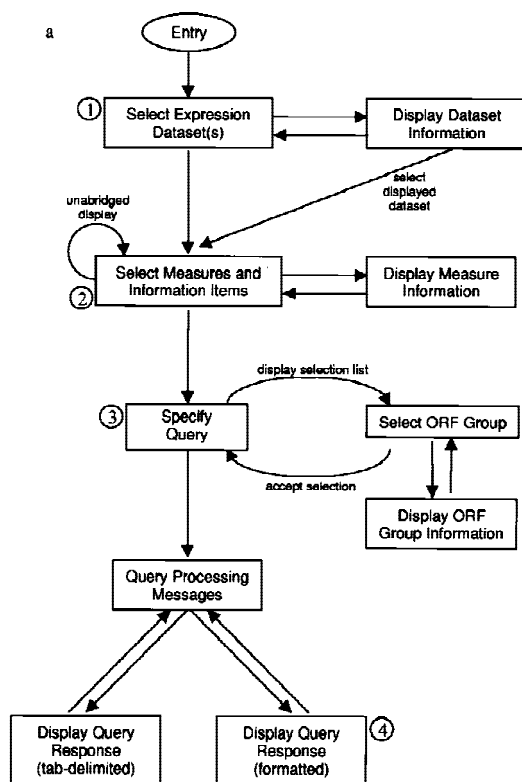 a
Entry
1
Select Expression
Dataset(s)
Display Dataset
Information
select
displayed
dataset
unabridged
display
2
Select Measures and
Information Items
Display Measure
Information
display selection list
3
Specify
Query
Select ORF Group
accept selection
Display ORF
Group Information
Query Processing
Messages
Display Query
Response
(tab-delimited)
Display Query
Response
(formatted)
4